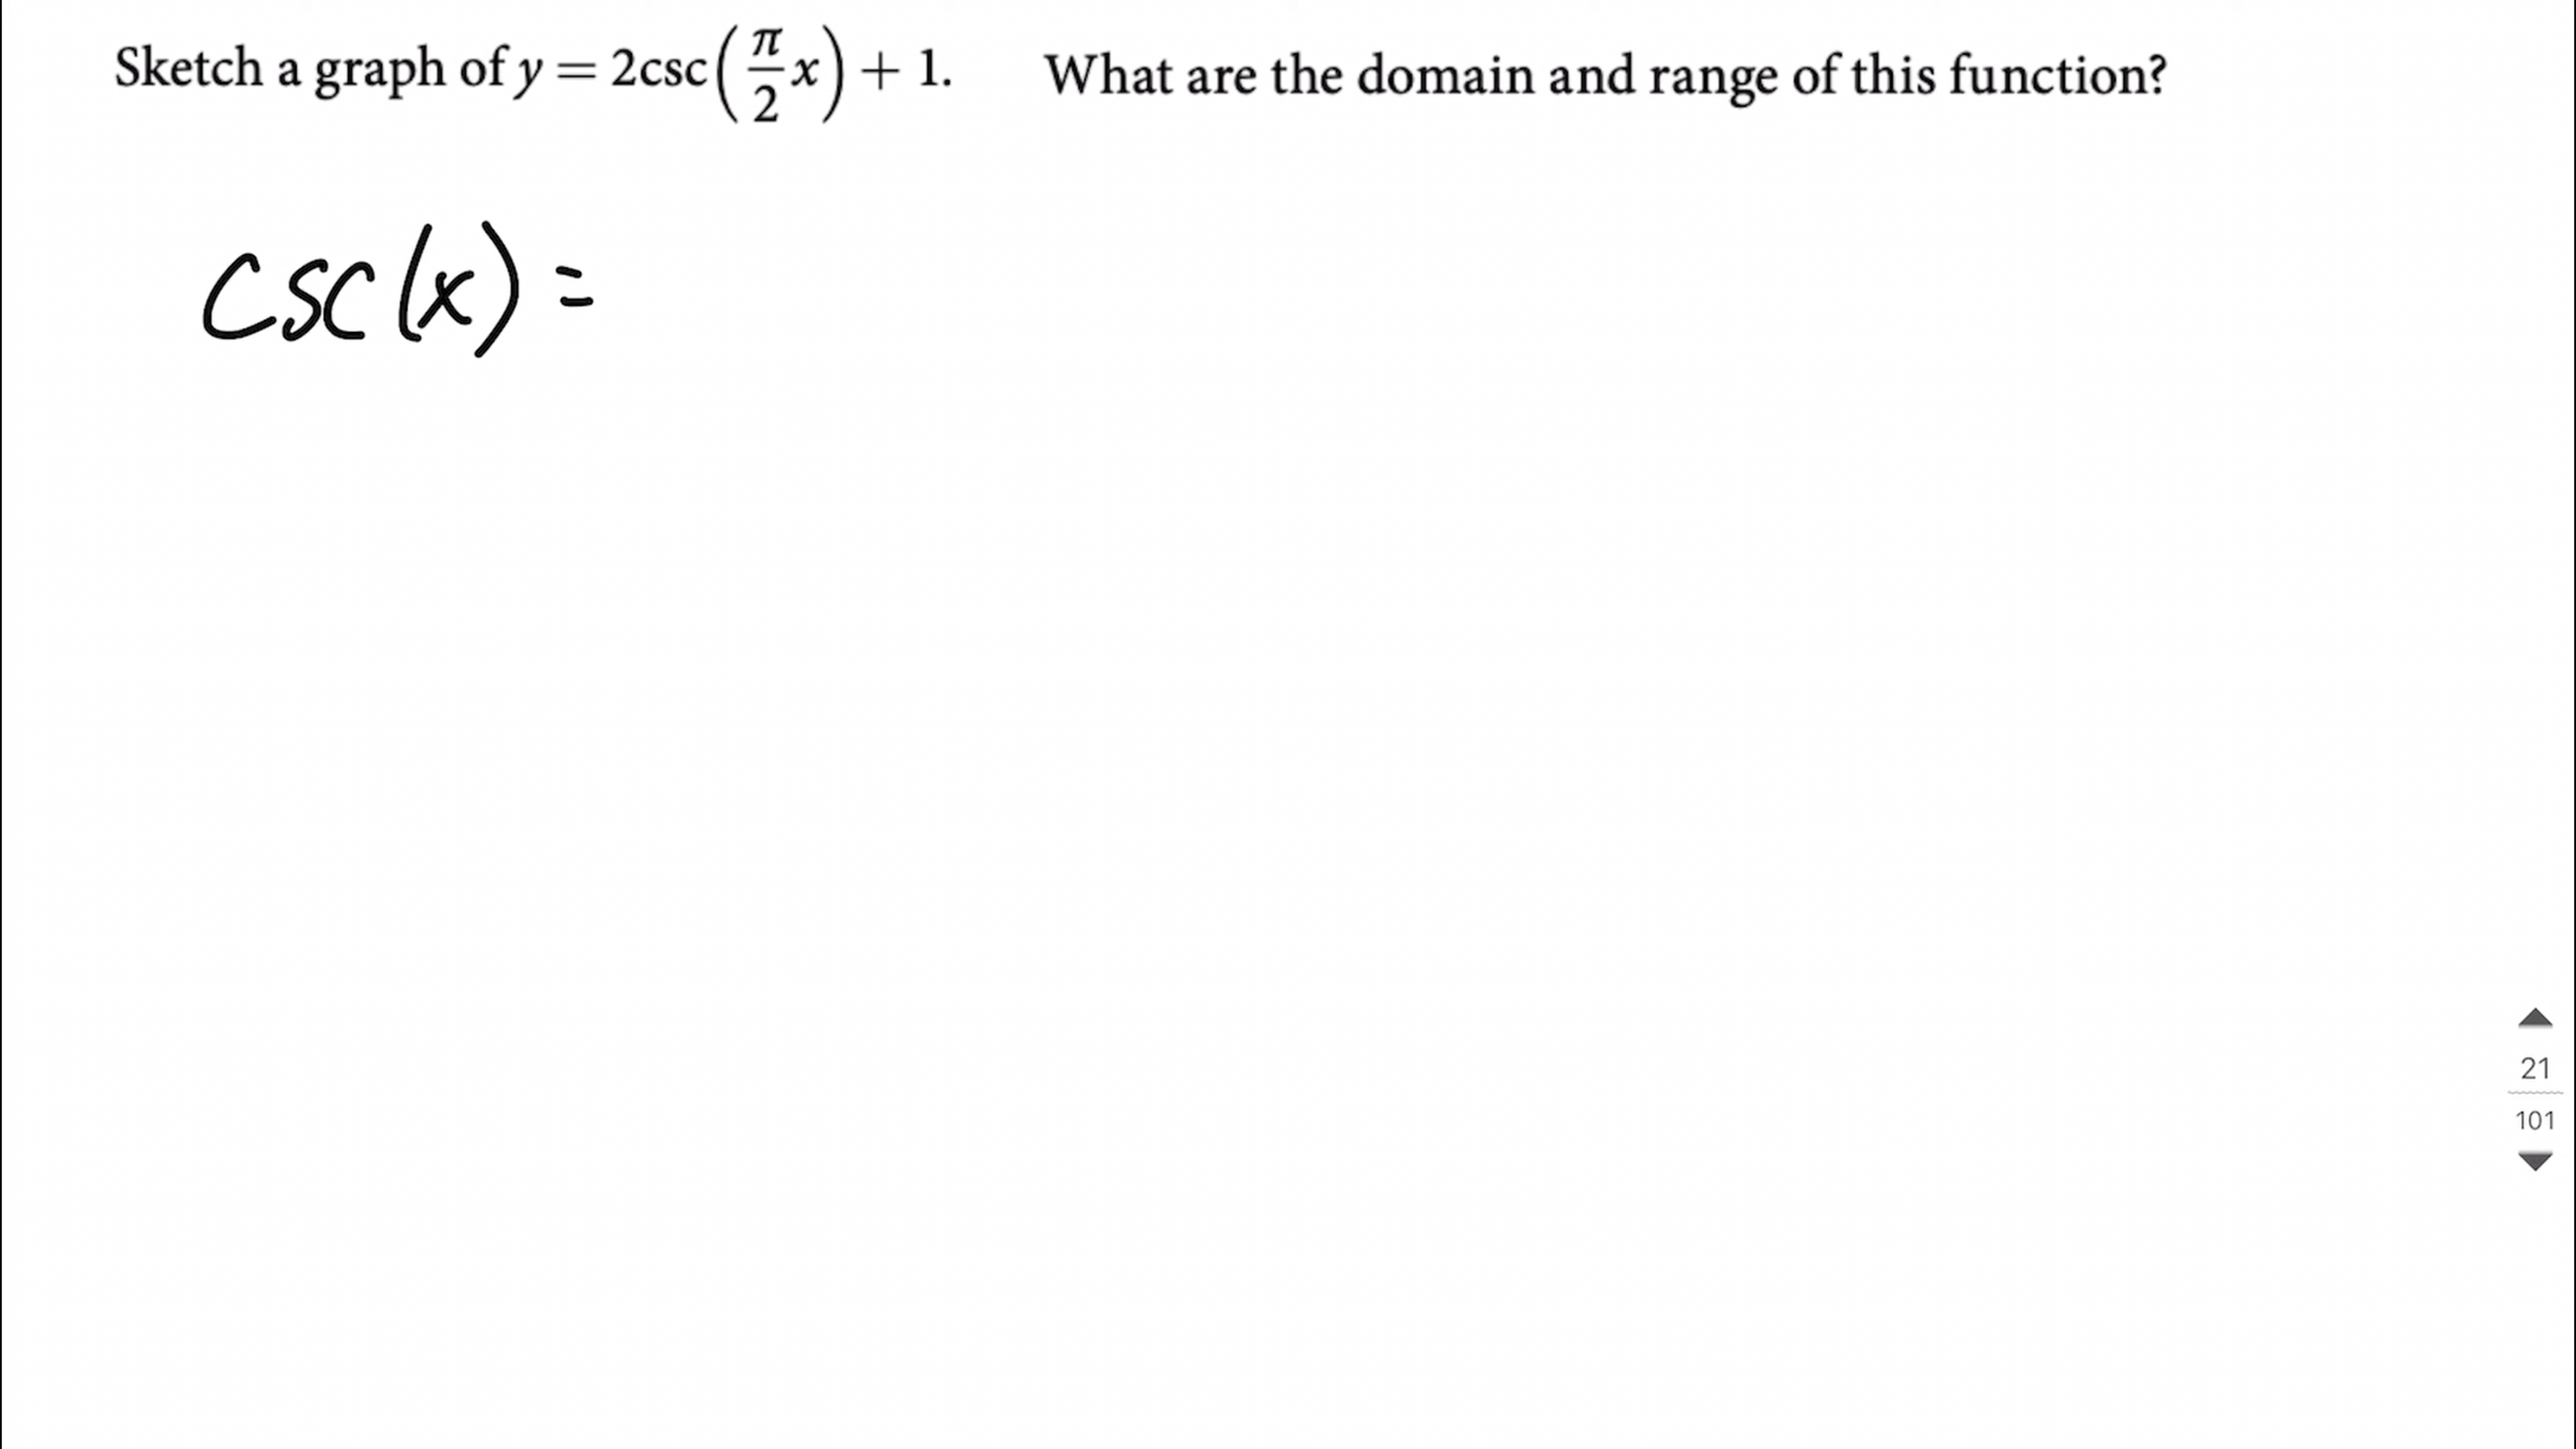 Sketch a graph of y = 2csc(π/2 x) + 1. What are the domain and range of this function?
csc(x) =
21
101